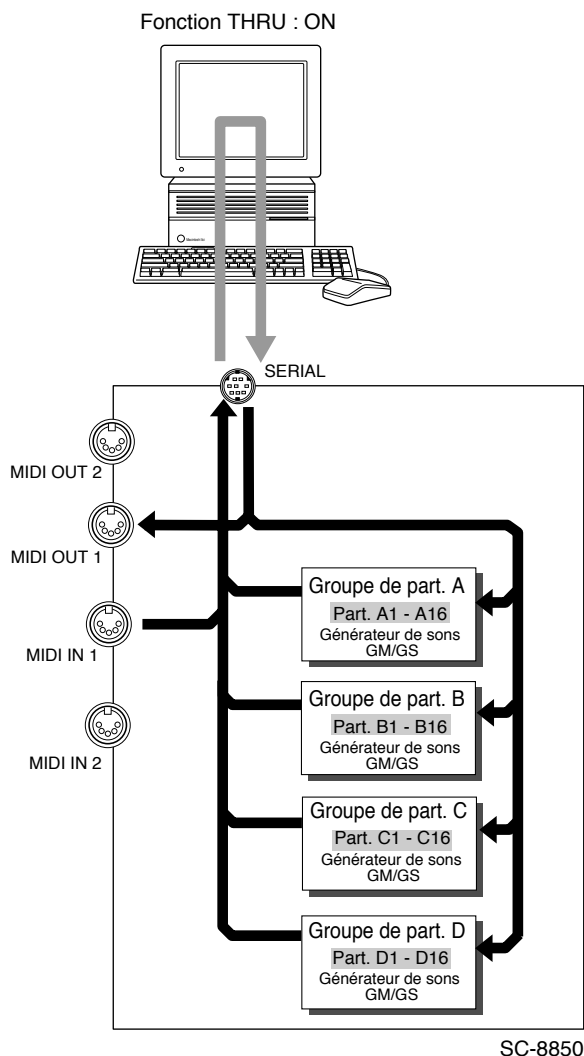 Fonction THRU : ON
SERIAL
MIDI OUT 2
MIDI OUT 1
MIDI IN 1
MIDI IN 2
Groupe de part. A
Part. A1 - A16
Générateur de sons
GM/GS
Groupe de part. B
Part. B1 - B16
Générateur de sons
GM/GS
Groupe de part. C
Part. C1 - C16
Générateur de sons
GM/GS
Groupe de part. D
Part. D1 - D16
Générateur de sons
GM/GS
SC-8850